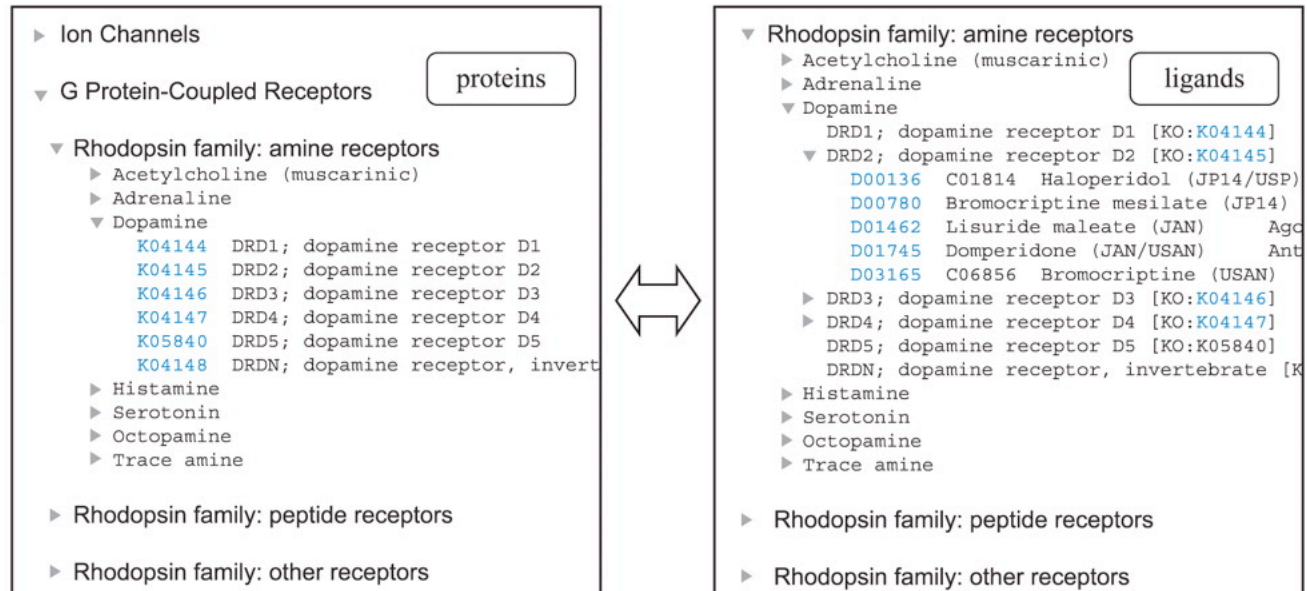 Ion Channels
proteins
G Protein-Coupled Receptors
Rhodopsin family: amine receptors
Acetylcholine (muscarinic)
Adrenaline
Dopamine
K04144 DRD1; dopamine receptor D1
K04145 DRD2; dopamine receptor D2
K04146 DRD3; dopamine receptor D3
K04147 DRD4; dopamine receptor D4
K05840 DRD5; dopamine receptor D5
K04148 DRDN; dopamine receptor, invert
Histamine
Serotonin
Octopamine
Trace amine
Rhodopsin family: peptide receptors
Rhodopsin family: other receptors
Rhodopsin family: amine receptors
Acetylcholine (muscarinic)
ligands
Adrenaline
Dopamine
DRD1; dopamine receptor D1 [KO:K04144]
DRD2; dopamine receptor D2 [KO:K04145]
D00136 C01814 Haloperidol (JP14/USP)
D00780 Bromocriptine mesilate (JP14)
D01462 Lisuride maleate (JAN) Ago
D01745 Domperidone (JAN/USAN) Ant
D03165 C06856 Bromocriptine (USAN)
DRD3; dopamine receptor D3 [KO:K04146]
DRD4; dopamine receptor D4 [KO:K04147]
DRD5; dopamine receptor D5 [KO:K05840]
DRDN; dopamine receptor, invertebrate [K
Histamine
Serotonin
Octopamine
Trace amine
Rhodopsin family: peptide receptors
Rhodopsin family: other receptors